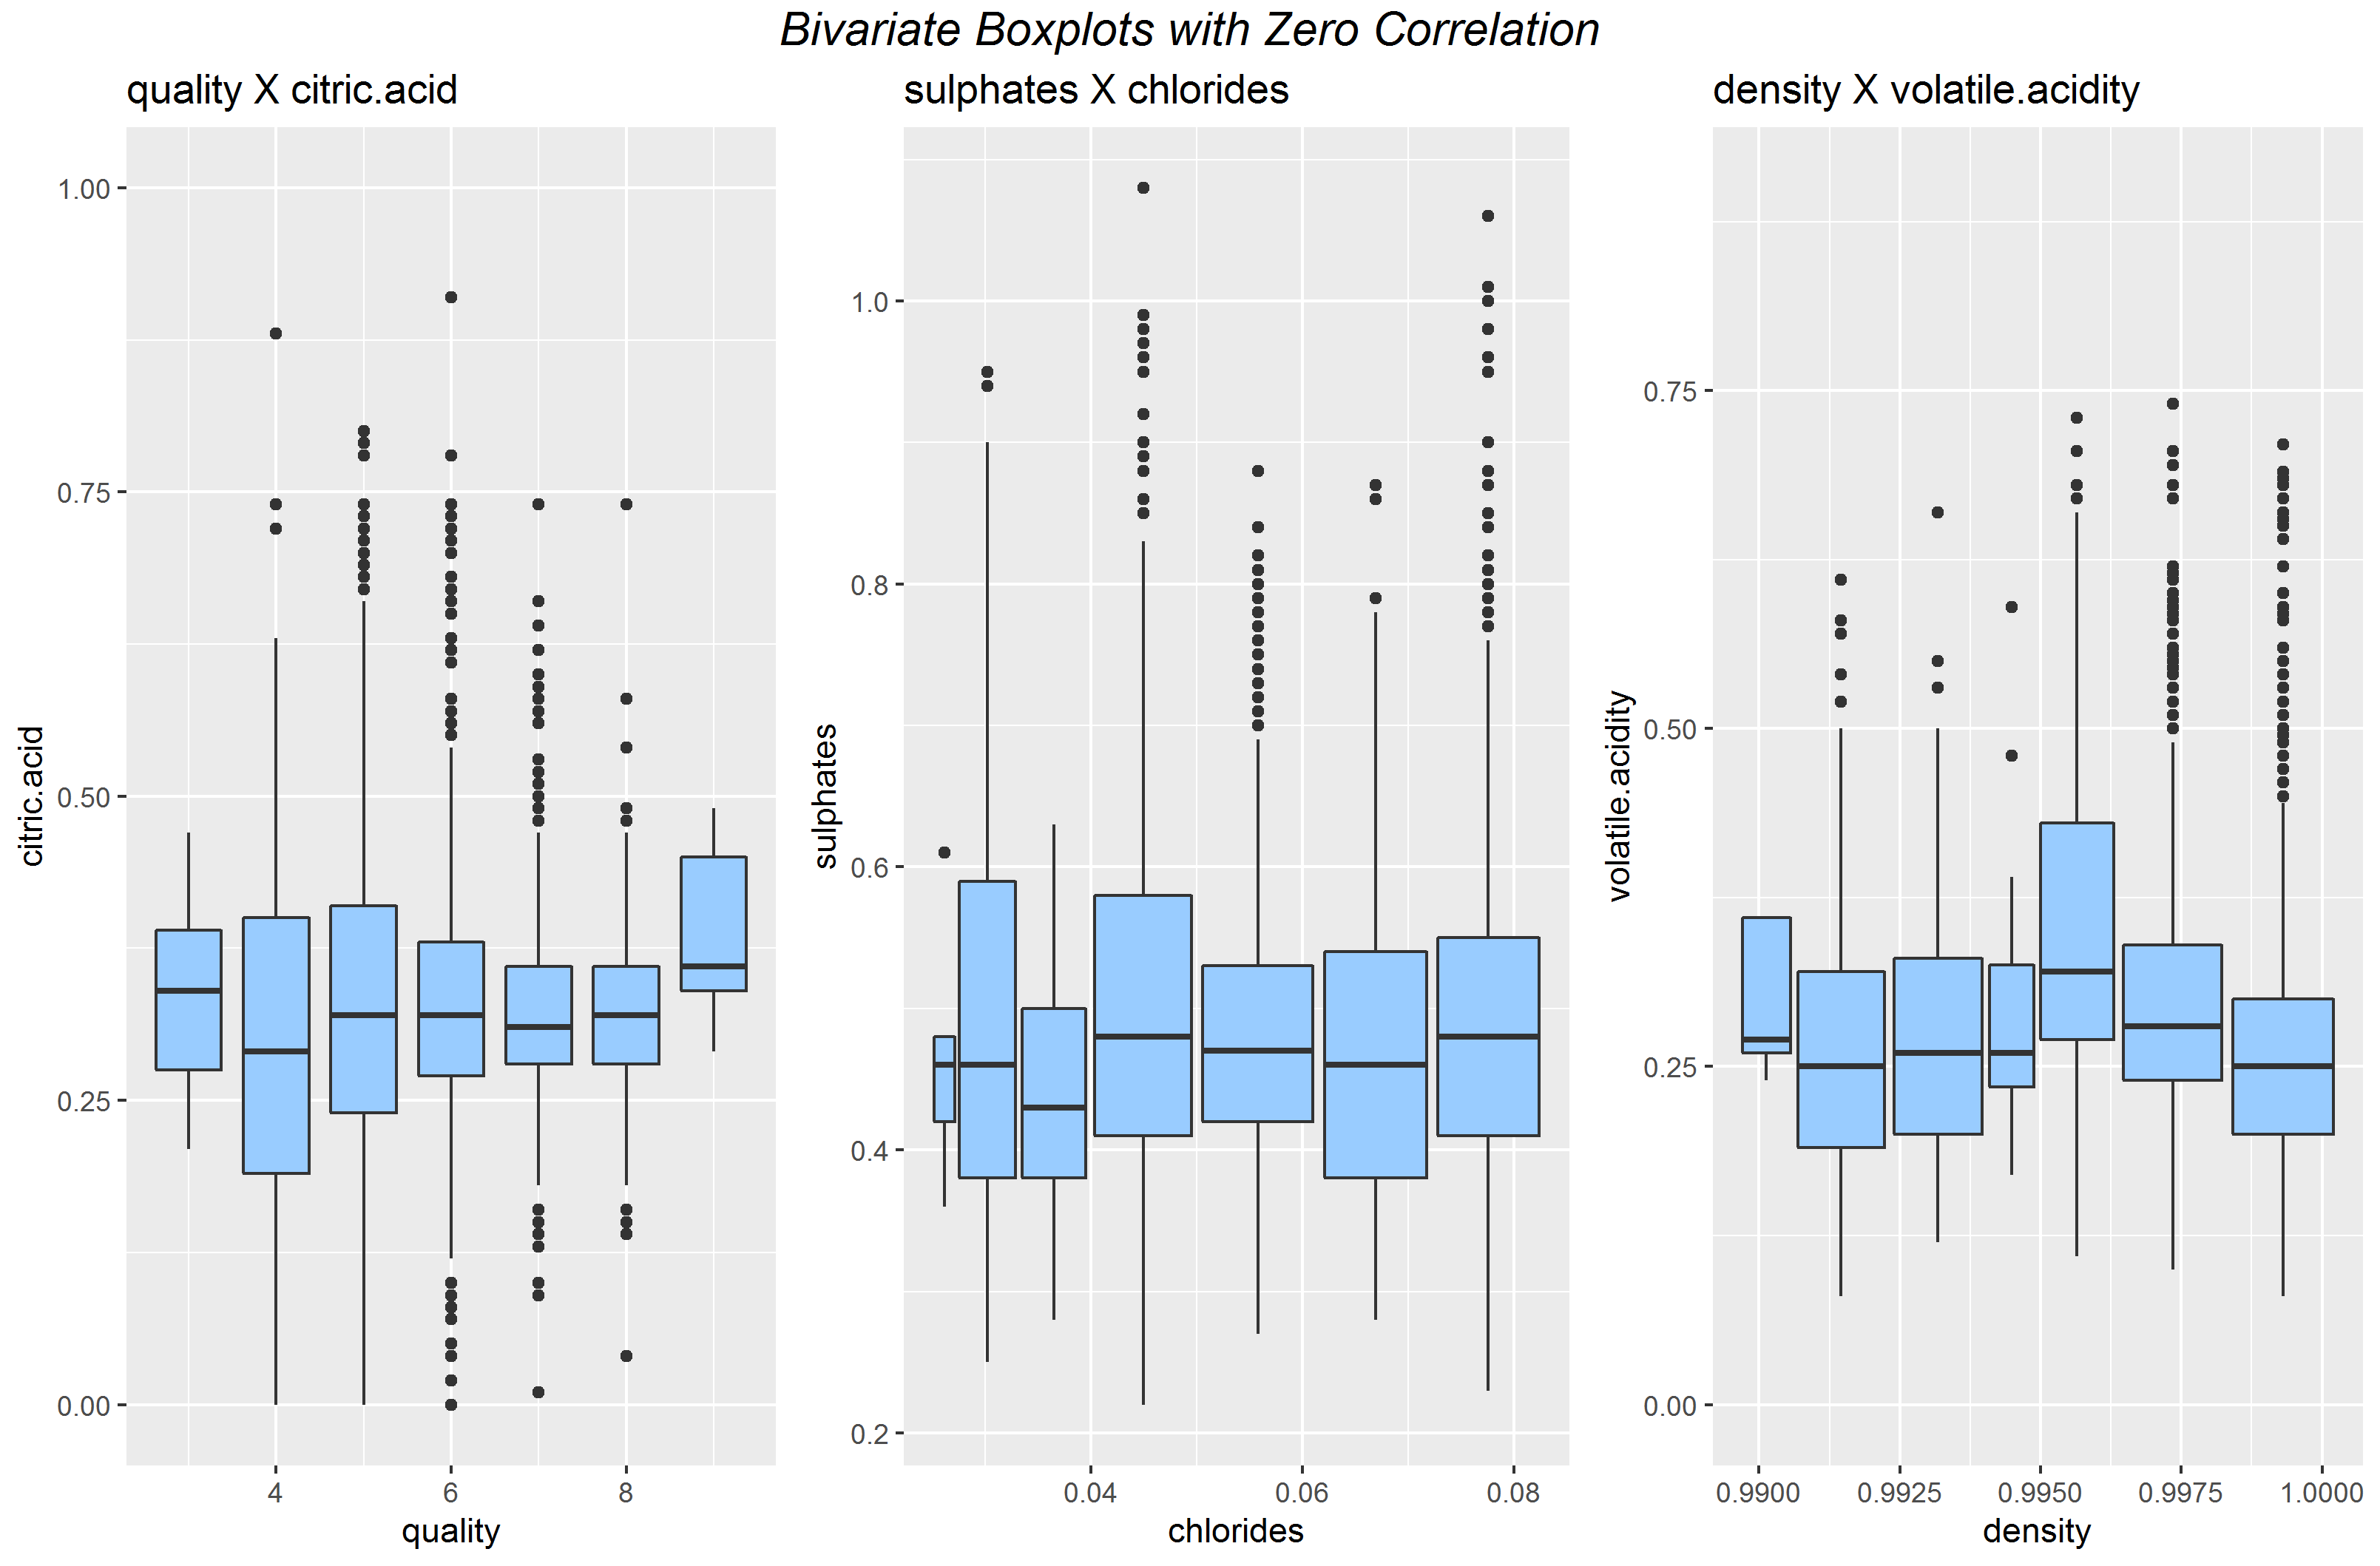 Bivariate Boxplots with Zero Correlation
quality X citric.acid
citric.acid
1.00
0.75
0.50
0.25
0.00
4 6 8
quality
sulphates X chlorides
sulphates
1.0
0.8
0.6
0.4
0.2
0.04 0.06 0.08
chlorides
density X volatile.acidity
volatile.acidity
0.75
0.50
0.25
0.00
0.9900 0.9925 0.9950 0.9975 1.0000
density